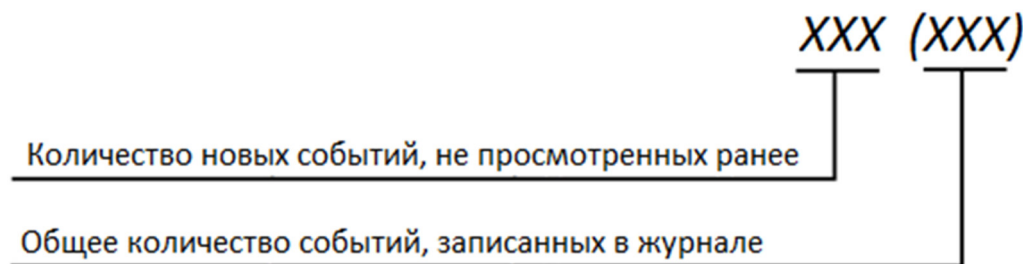 XXX (XXX)
Количество новых событий, не просмотренных ранее
Общее количество событий, записанных в журнале